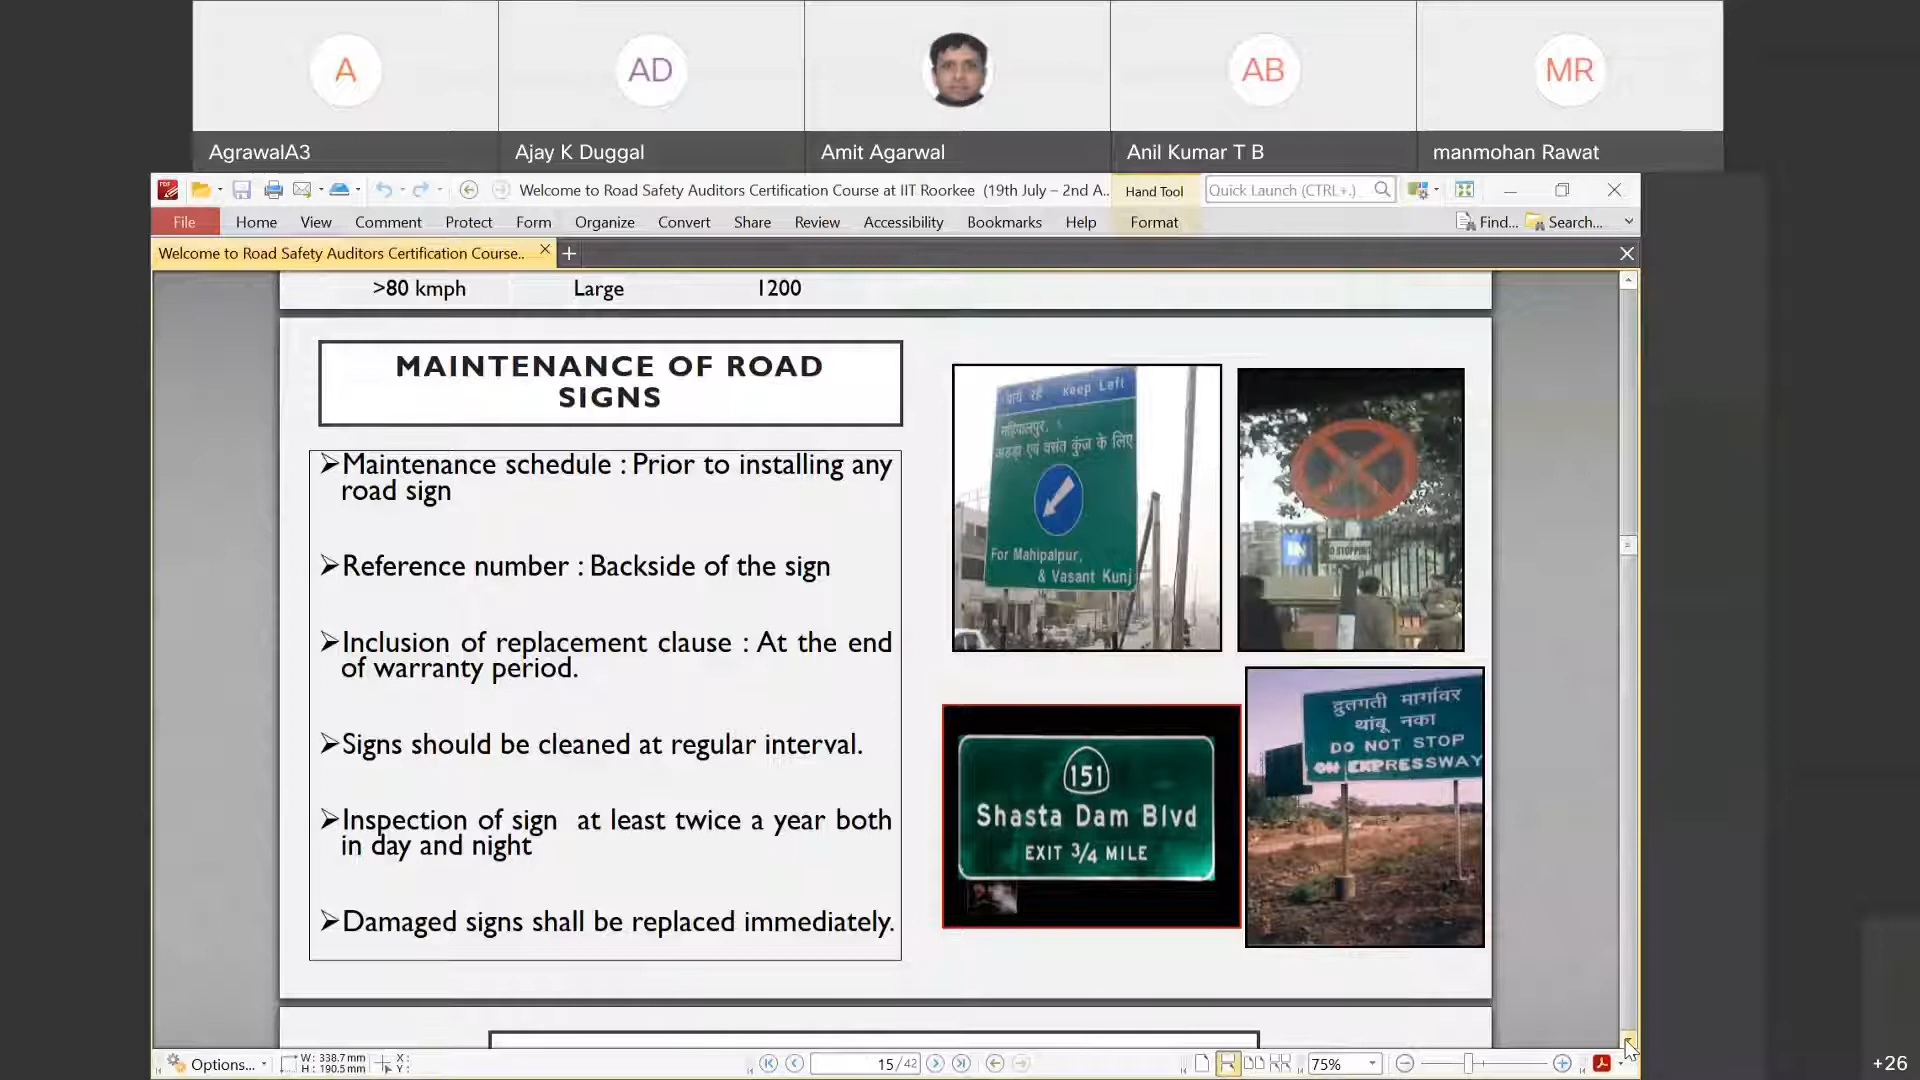 A
AD
AB
MR
AgrawalA3
Ajay K Duggal
Amit Agarwal
Anil Kumar T B
manmohan Rawat
Welcome to Road Safety Auditors Certification Course at IIT Roorkee (19th July – 2nd A...
Hand Tool
Quick Launch (CTRL+.)
File
Home
View
Comment
Protect
Form
Organize
Convert
Share
Review
Accessibility
Bookmarks
Help
Format
Find...
Search...
Welcome to Road Safety Auditors Certification Course..
>80 kmph Large 1200
MAINTENANCE OF ROAD
SIGNS
➢Maintenance schedule : Prior to installing any
road sign
➢Reference number : Backside of the sign
➢Inclusion of replacement clause : At the end
of warranty period.
➢Signs should be cleaned at regular interval.
➢Inspection of sign at least twice a year both
in day and night
➢Damaged signs shall be replaced immediately.
Keep Left
महिपालपुर,
एवं वसंत कुंज के लिए
For Mahipalpur,
& Vasant Kunj
STOPPING
151
Shasta Dam Blvd
EXIT 3/4 MILE
द्रुतगती मार्गावर
थांबू नका
DO NOT STOP
ON EXPRESSWAY
Options...
W: 338.7 mm
H: 190.5 mm
X:
Y:
15 / 42
75%
+26